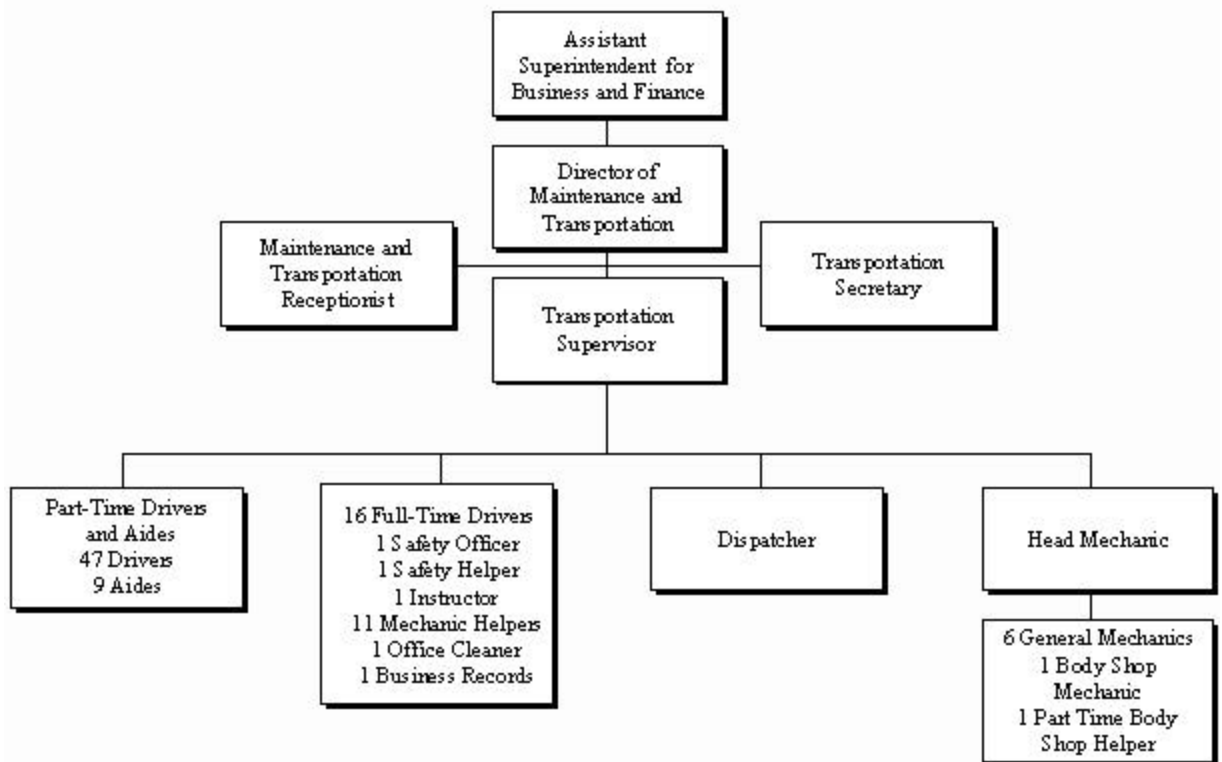 Assistant
Superintendent for
Business and Finance
Director of
Maintenance and
Transportation
Maintenance and
Transportation
Receptionist
Transportation
Secretary
Transportation
Supervisor
Part-Time Drivers
and Aides
47 Drivers
9 Aides
16 Full-Time Drivers
1 Safety Officer
1 Safety Helper
1 Instructor
11 Mechanic Helpers
1 Office Cleaner
1 Business Records
Dispatcher
Head Mechanic
6 General Mechanics
1 Body Shop
Mechanic
1 Part Time Body
Shop Helper